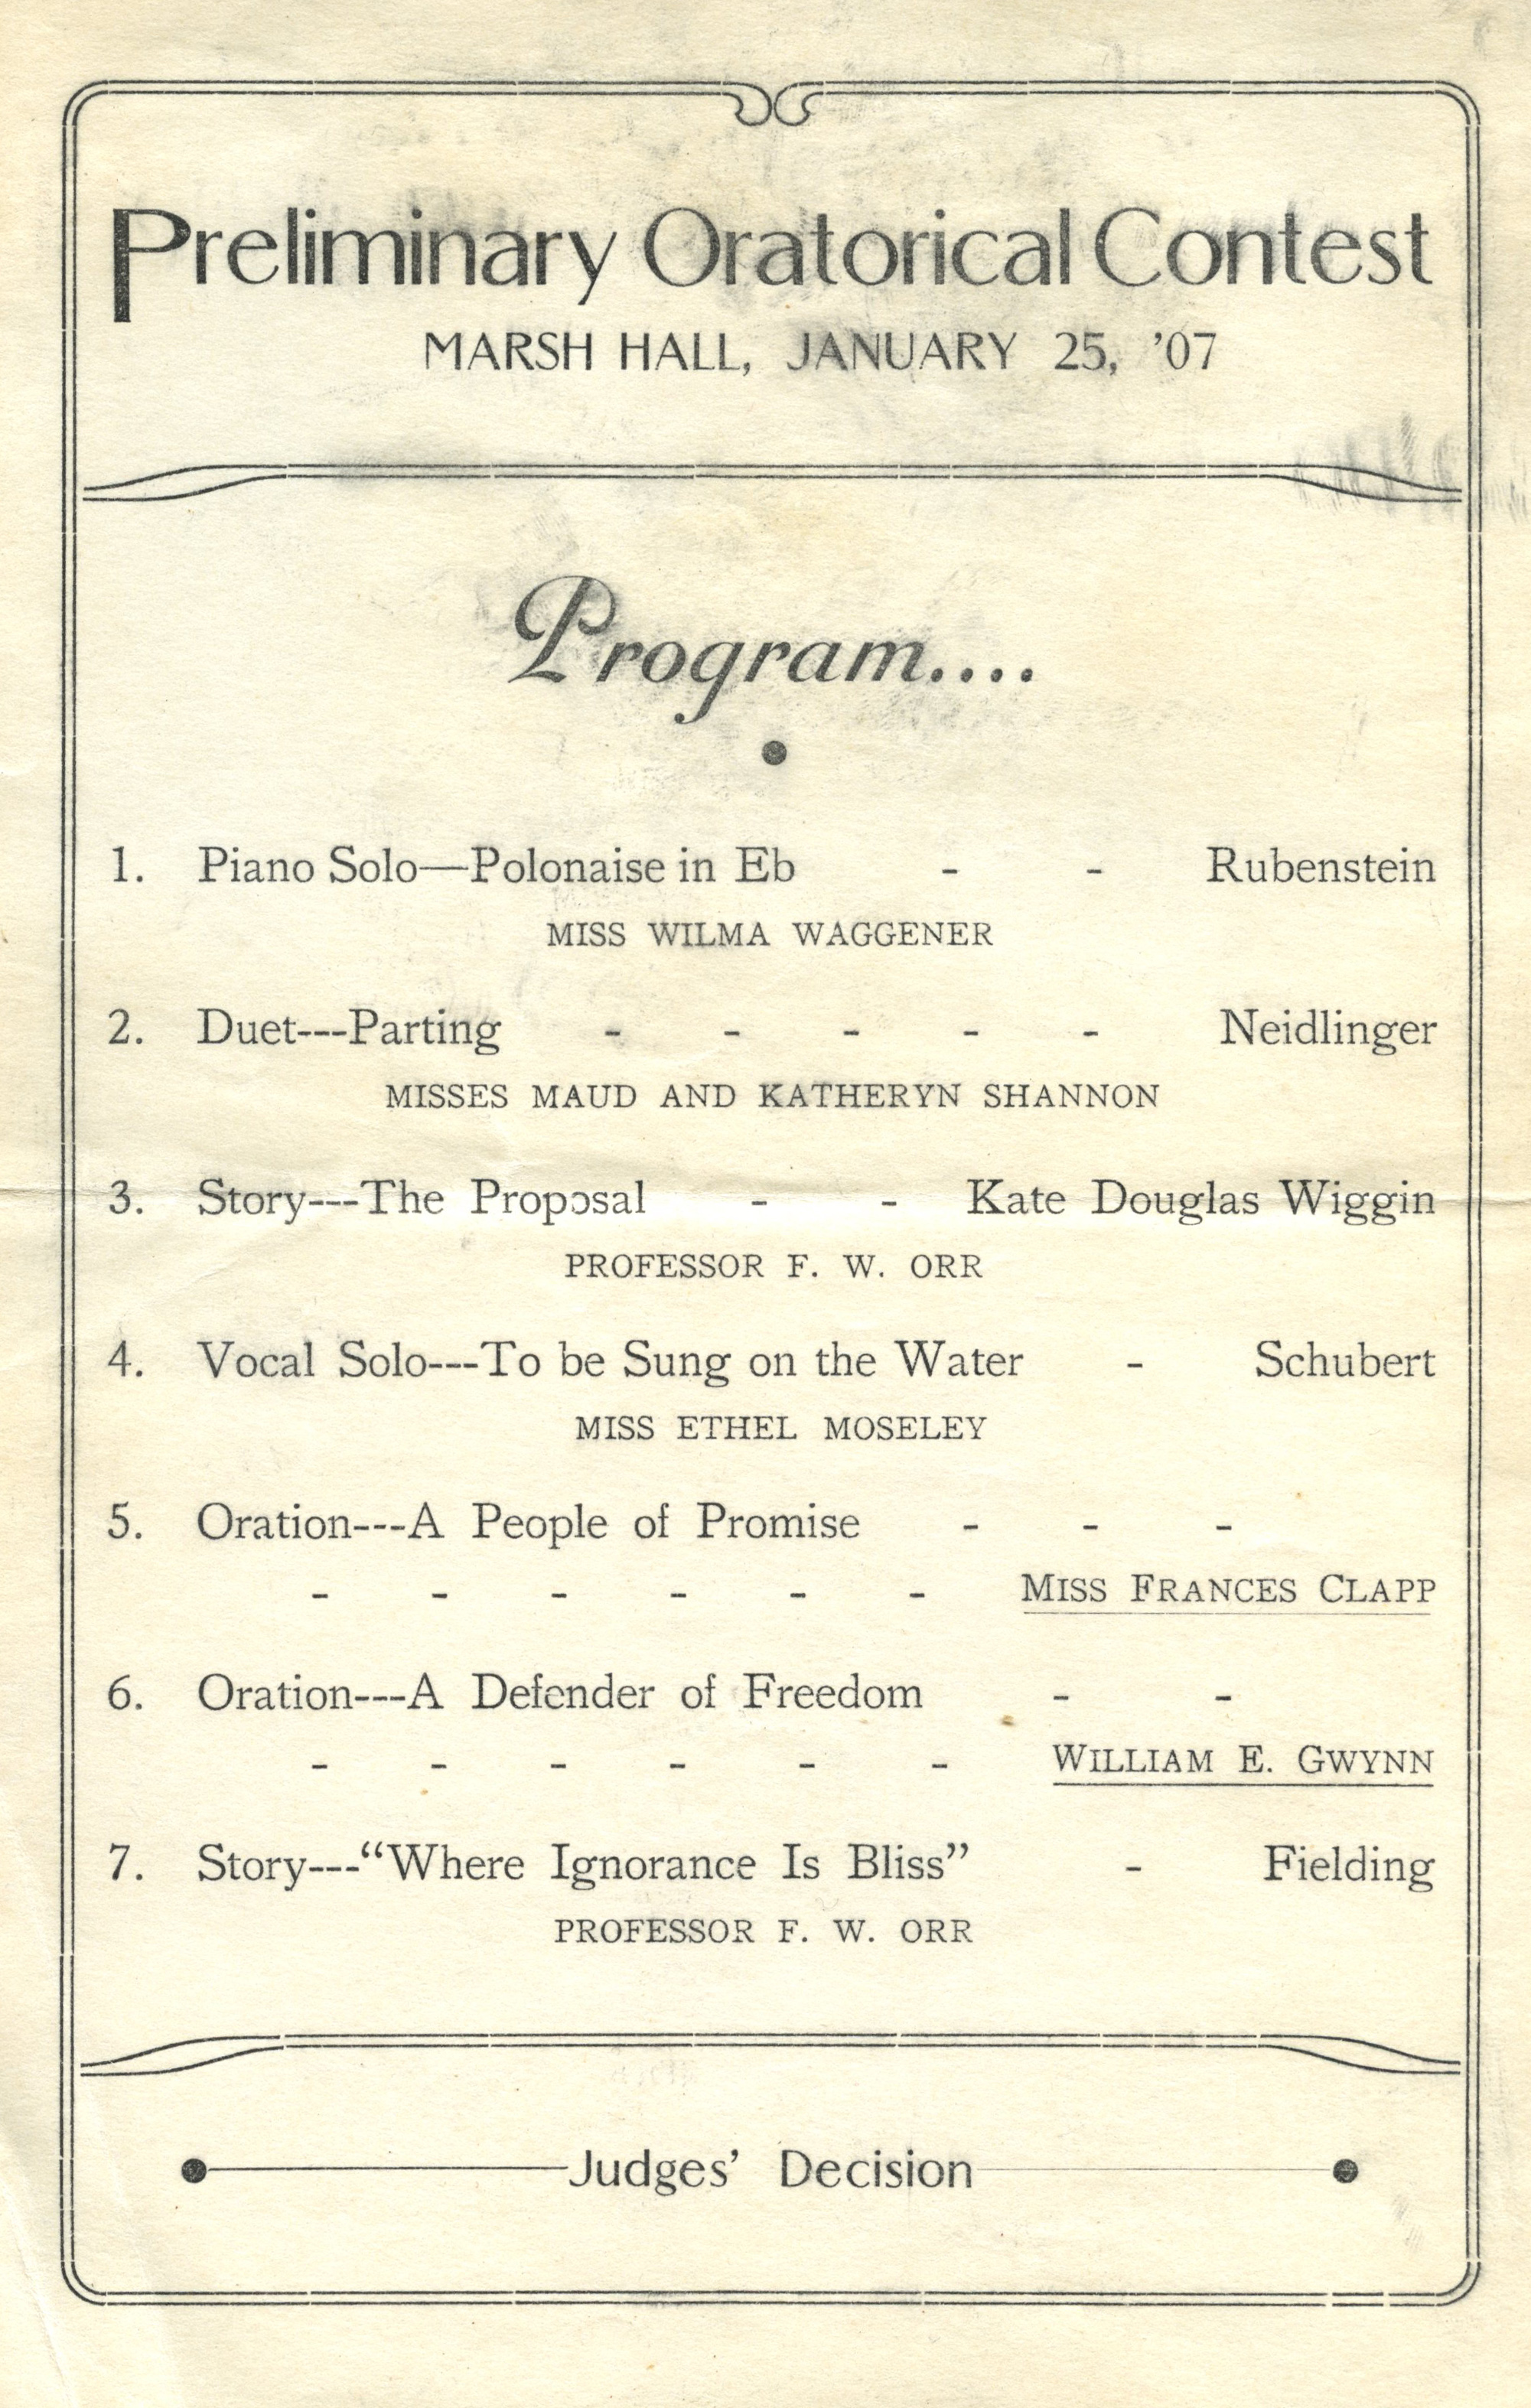 Preliminary Oratorical Contest
MARSH HALL, JANUARY 25, '07
Program....
1. Piano Solo—Polonaise in Eb - - Rubenstein
MISS WILMA WAGGENER
2. Duet---Parting - - - - - Neidlinger
MISSES MAUD AND KATHERYN SHANNON
3. Story---The Proposal - - Kate Douglas Wiggin
PROFESSOR F. W. ORR
4. Vocal Solo---To be Sung on the Water - Schubert
MISS ETHEL MOSELEY
5. Oration---A People of Promise - - -
- - - - - - MISS FRANCES CLAPP
6. Oration---A Defender of Freedom - -
- - - - - - WILLIAM E. GWYNN
7. Story---“Where Ignorance Is Bliss” - Fielding
PROFESSOR F. W. ORR
Judges’ Decision